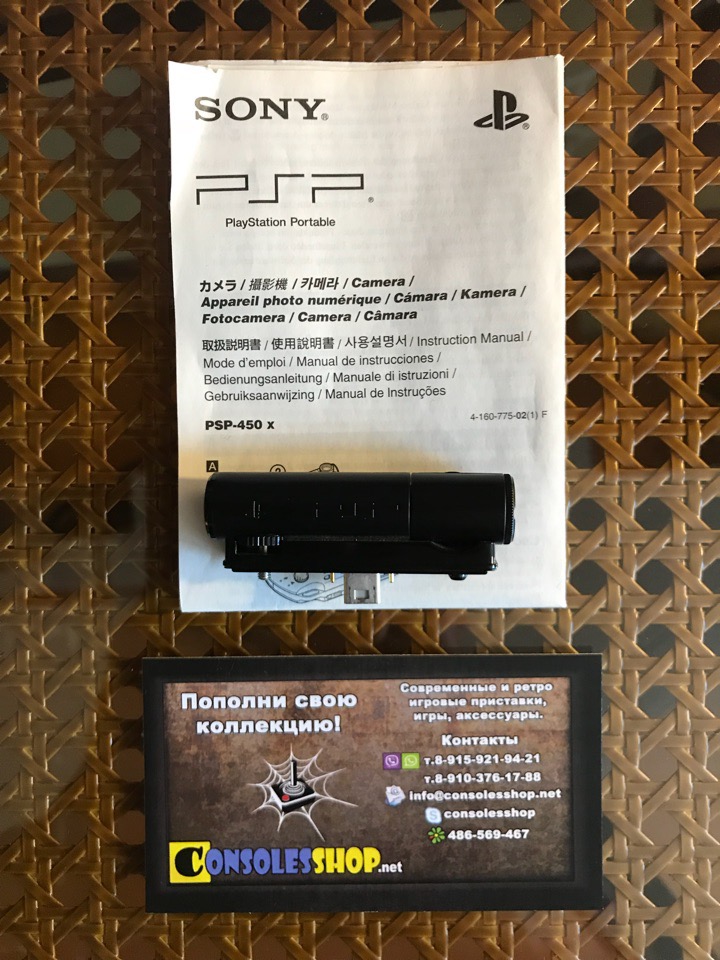 SONY®
®
PSP®
PlayStation Portable
カメラ / 攝影機 / 카메라 / Camera /
Appareil photo numérique / Cámara / Kamera /
Fotocamera / Camera / Câmara
取扱説明書 / 使用說明書 / 사용설명서 / Instruction Manual /
Mode d'emploi / Manual de instrucciones /
Bedienungsanleitung / Manuale di istruzioni /
Gebruiksaanwijzing / Manual de Instruções
PSP-450 x
4-160-775-02(1) F
A
Пополни свою
коллекцию!
CONSOLESSHOP.net
Современные и ретро
игровые приставки,
игры, аксессуары.
Контакты
т.8-915-921-94-21
т.8-910-376-17-88
info@consolesshop.net
consolesshop
486-569-467